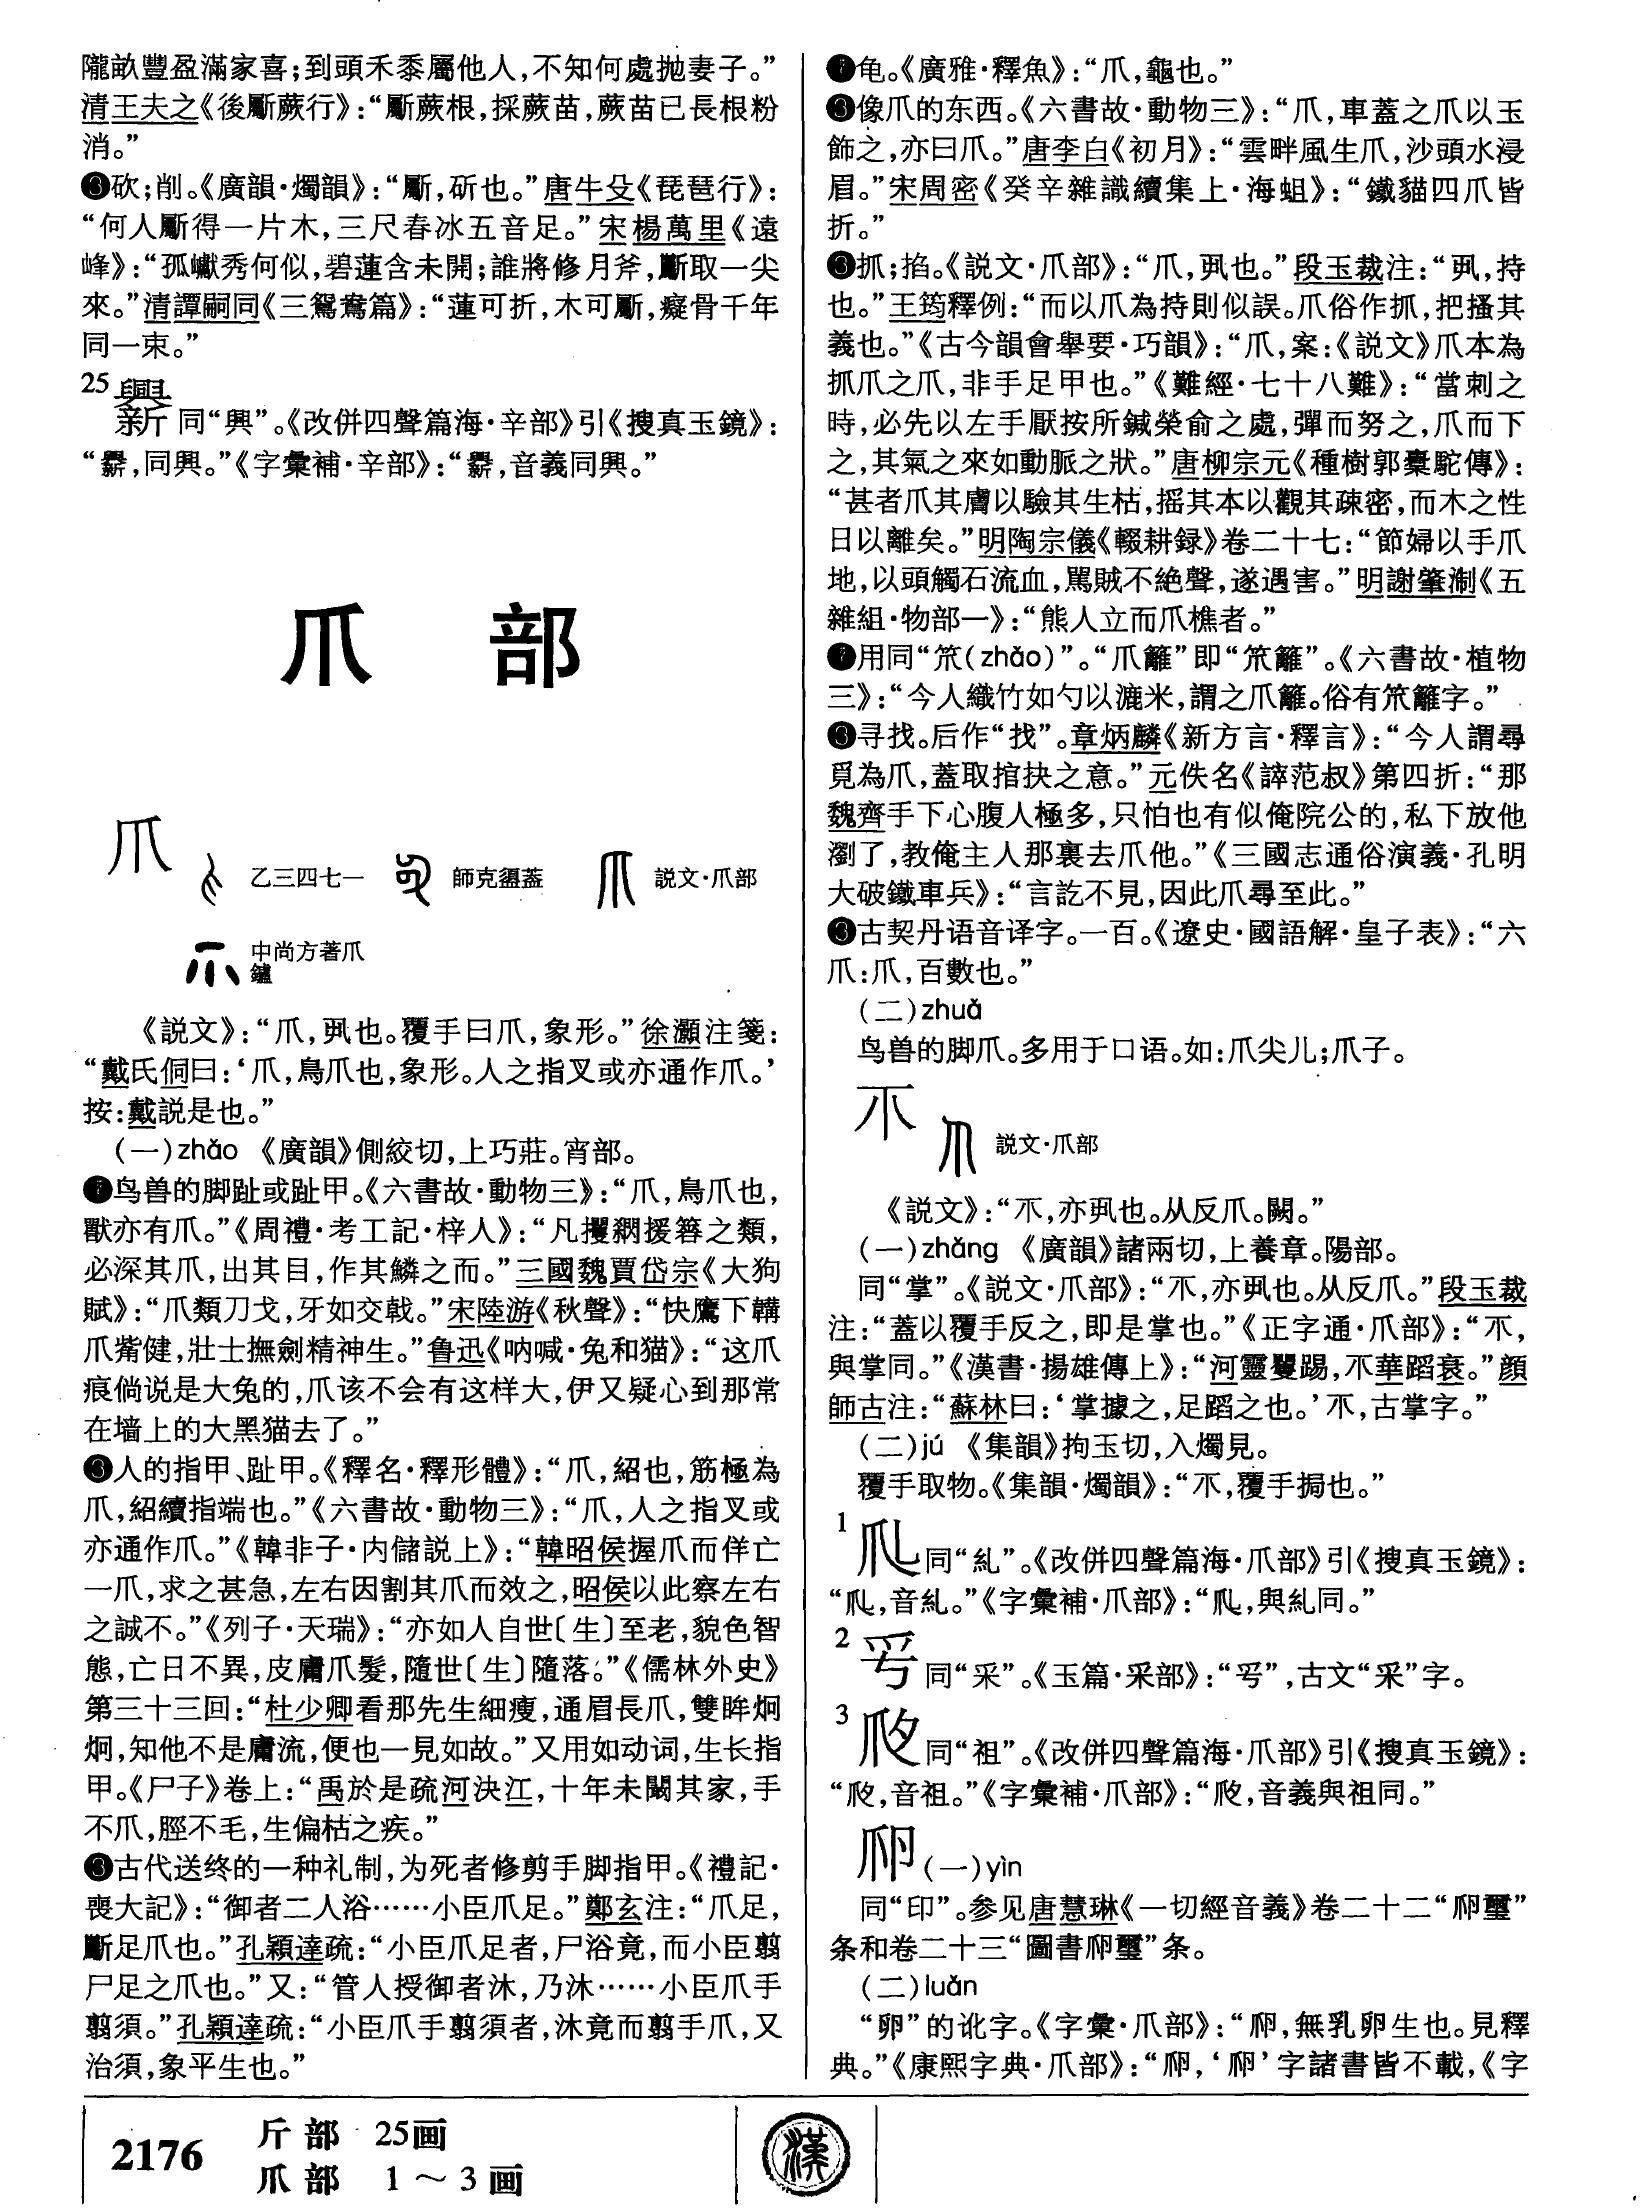 隴畝豐盈滿家喜;到頭禾黍屬他人,不知何處抛妻子。”
清王夫之《後斸蕨行》:“斸蕨根,採蕨苗,蕨苗已長根粉
消。”
❸砍;削。《廣韻·燭韻》:“斸,斫也。”唐牛殳《琵琶行》:
“何人斸得一片木,三尺春冰五音足。”宋楊萬里《遠
峰》:“孤巘秀何似,碧蓮含未開;誰將修月斧,斸取一尖
來。”清譚嗣同《三鴛鴦篇》:“蓮可折,木可斸,癡骨千年
同一束。”
25
同“興”。《改併四聲篇海·辛部》引《搜真玉鏡》:
“,同興。”《字彙補·辛部》:“,音義同興。”
爪 部
爪 乙三四七一 師克盨蓋 説文·爪部
中尚方著爪
鑪
《説文》:“爪,丮也。覆手曰爪,象形。”徐灝注箋:
“戴氏侗曰:‘爪,鳥爪也,象形。人之指叉或亦通作爪。’
按:戴説是也。”
(一)zhǎo 《廣韻》側絞切,上巧莊。宵部。
❶鸟兽的脚趾或趾甲。《六書故·動物三》:“爪,鳥爪也,
獸亦有爪。”《周禮·考工記·梓人》:“凡攫閷援簭之類,
必深其爪,出其目,作其鱗之而。”三國魏賈岱宗《大狗
賦》:“爪類刀戈,牙如交戟。”宋陸游《秋聲》:“快鷹下韝
爪觜健,壯士撫劍精神生。”鲁迅《呐喊·兔和猫》:“这爪
痕倘说是大兔的,爪该不会有这样大,伊又疑心到那常
在墙上的大黑猫去了。”
❷人的指甲、趾甲。《釋名·釋形體》:“爪,紹也,筋極為
爪,紹續指端也。”《六書故·動物三》:“爪,人之指叉或
亦通作爪。”《韓非子·内儲説上》:“韓昭侯握爪而佯亡
一爪,求之甚急,左右因割其爪而效之,昭侯以此察左右
之誠不。”《列子·天瑞》:“亦如人自世〔生〕至老,貌色智
態,亡日不異,皮膚爪髮,隨世〔生〕隨落。”《儒林外史》
第三十三回:“杜少卿看那先生細瘦,通眉長爪,雙眸炯
炯,知他不是庸流,便也一見如故。”又用如动词,生长指
甲。《尸子》卷上:“禹於是疏河決江,十年未闞其家,手
不爪,脛不毛,生偏枯之疾。”
❸古代送终的一种礼制,为死者修剪手脚指甲。《禮記·
喪大記》:“御者二人浴……小臣爪足。”鄭玄注:“爪足,
斷足爪也。”孔穎達疏:“小臣爪足者,尸浴竟,而小臣翦
尸足之爪也。”又:“管人授御者沐,乃沐……小臣爪手
翦須。”孔穎達疏:“小臣爪手翦須者,沐竟而翦手爪,又
治須,象平生也。”
龟。《廣雅·釋魚》:“爪,龜也。”
像爪的东西。《六書故·動物三》:“爪,車蓋之爪以玉
飾之,亦曰爪。”唐李白《初月》:“雲畔風生爪,沙頭水浸
眉。”宋周密《癸辛雜識續集上·海蛆》:“鐵貓四爪皆
折。”
抓;掐。《説文·爪部》:“爪,丮也。”段玉裁注:“丮,持
也。”王筠釋例:“而以爪為持則似誤。爪俗作抓,把搔其
義也。”《古今韻會舉要·巧韻》:“爪,案:《説文》爪本為
抓爪之爪,非手足甲也。”《難經·七十八難》:“當刺之
時,必先以左手厭按所鍼榮俞之處,彈而努之,爪而下
之,其氣之來如動脈之狀。”唐柳宗元《種樹郭橐駝傳》:
“甚者爪其膚以驗其生枯,摇其本以觀其疎密,而木之性
日以離矣。”明陶宗儀《輟耕録》卷二十七:“節婦以手爪
地,以頭觸石流血,罵賊不絶聲,遂遇害。”明謝肇淛《五
雜組·物部一》:“熊人立而爪樵者。”
用同“笊(zhǎo)”。“爪籬”即“笊籬”。《六書故·植物
三》:“今人織竹如勺以漉米,謂之爪籬。俗有笊籬字。”
寻找。后作“找”。章炳麟《新方言·釋言》:“今人謂尋
覓為爪,蓋取搯抉之意。”元佚名《誶范叔》第四折:“那
魏齊手下心腹人極多,只怕也有似俺院公的,私下放他
瀏了,教俺主人那裏去爪他。”《三國志通俗演義·孔明
大破鐵車兵》:“言訖不見,因此爪尋至此。”
古契丹语音译字。一百。《遼史·國語解·皇子表》:“六
爪:爪,百數也。”
(二)zhuǎ
鸟兽的脚爪。多用于口语。如:爪尖儿;爪子。
𠂬 説文·爪部
《説文》:“𠂬,亦丮也。从反爪。闕。”
(一)zhǎng 《廣韻》諸兩切,上養章。陽部。
同“掌”。《説文·爪部》:“𠂬,亦丮也。从反爪。”段玉裁
注:“蓋以覆手反之,即是掌也。”《正字通·爪部》:“𠂬,
與掌同。”《漢書·揚雄傳上》:“河靈矍踢,𠂬華蹈衰。”顔
師古注:“蘇林曰:‘掌據之,足蹈之也。’𠂬,古掌字。”
(二)jú 《集韻》拘玉切,入燭見。
覆手取物。《集韻·燭韻》:“𠂬,覆手挶也。”
1
同“糺”。《改併四聲篇海·爪部》引《搜真玉鏡》:
“,音糺。”《字彙補·爪部》:“,與糺同。”
2
同“采”。《玉篇·采部》:“”,古文“采”字。
3
同“祖”。《改併四聲篇海·爪部》引《搜真玉鏡》:
“,音祖。”《字彙補·爪部》:“,音義與祖同。”
(一)yìn
同“印”。参见唐慧琳《一切經音義》卷二十二“璽”
条和卷二十三“圖書璽”条。
(二)luǎn
“卵”的讹字。《字彙·爪部》:“,無乳卵生也。見釋
典。”《康熙字典·爪部》:“,‘’字諸書皆不載,《字
2176 斤部 25画
爪部 1～3画
漢